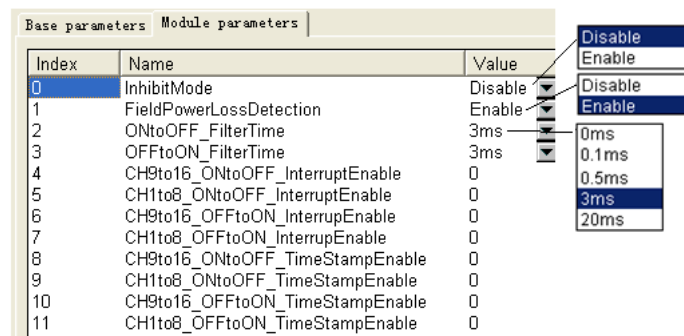 Base parameters Module parameters
Index Name Value
0 InhibitMode Disable
1 FieldPowerLossDetection Enable
2 ONtoOFF_FilterTime 3ms
3 OFFtoON_FilterTime 3ms
4 CH9to16_ONtoOFF_InterruptEnable 0
5 CH1to8_ONtoOFF_InterruptEnable 0
6 CH9to16_OFFtoON_InterrupEnable 0
7 CH1to8_OFFtoON_InterrupEnable 0
8 CH9to16_ONtoOFF_TimeStampEnable 0
9 CH1to8_ONtoOFF_TimeStampEnable 0
10 CH9to16_OFFtoON_TimeStampEnable 0
11 CH1to8_OFFtoON_TimeStampEnable 0
Disable
Enable
Disable
Enable
0ms
0.1ms
0.5ms
3ms
20ms